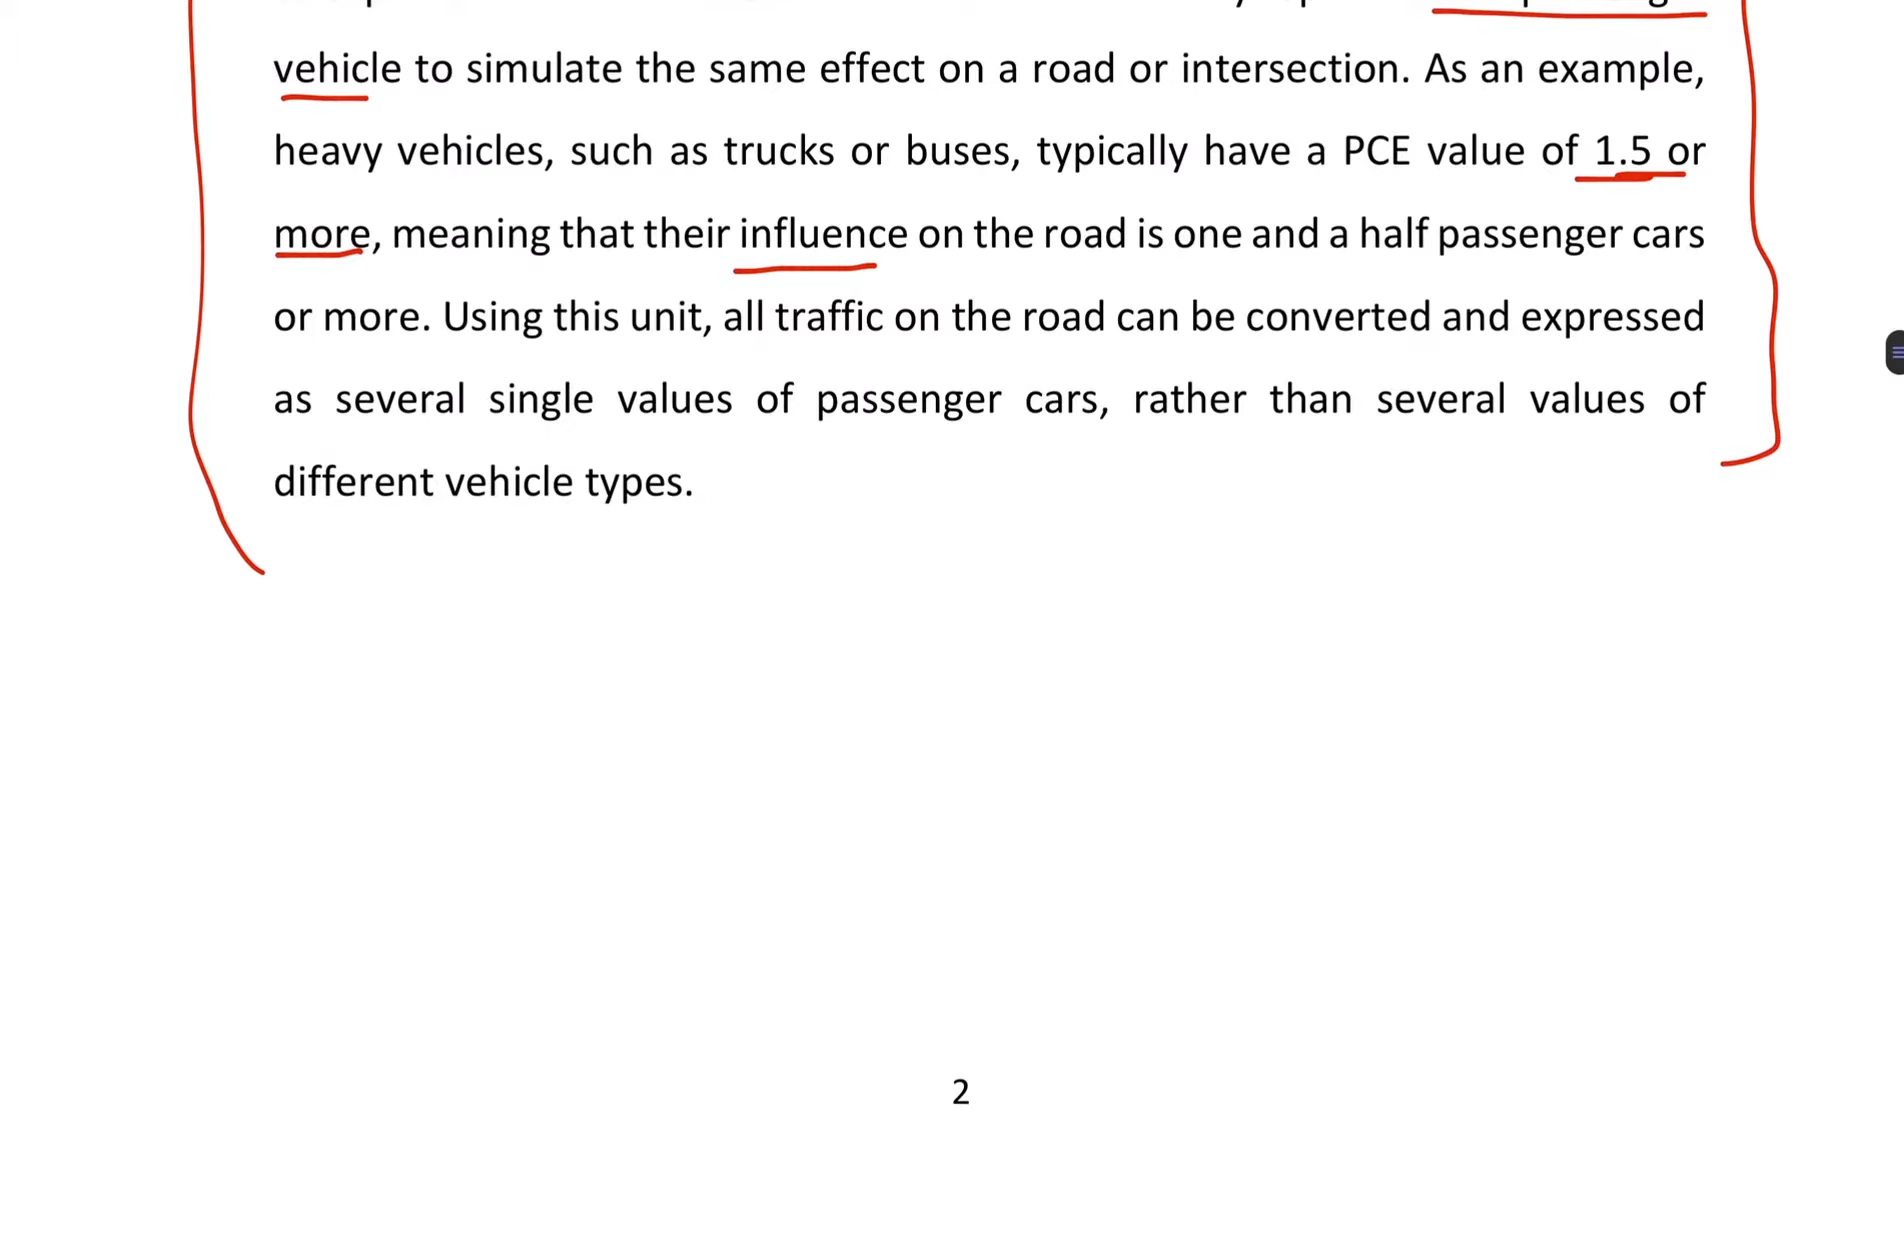 vehicle to simulate the same effect on a road or intersection. As an example,
heavy vehicles, such as trucks or buses, typically have a PCE value of 1.5 or
more, meaning that their influence on the road is one and a half passenger cars
or more. Using this unit, all traffic on the road can be converted and expressed
as several single values of passenger cars, rather than several values of
different vehicle types.
2